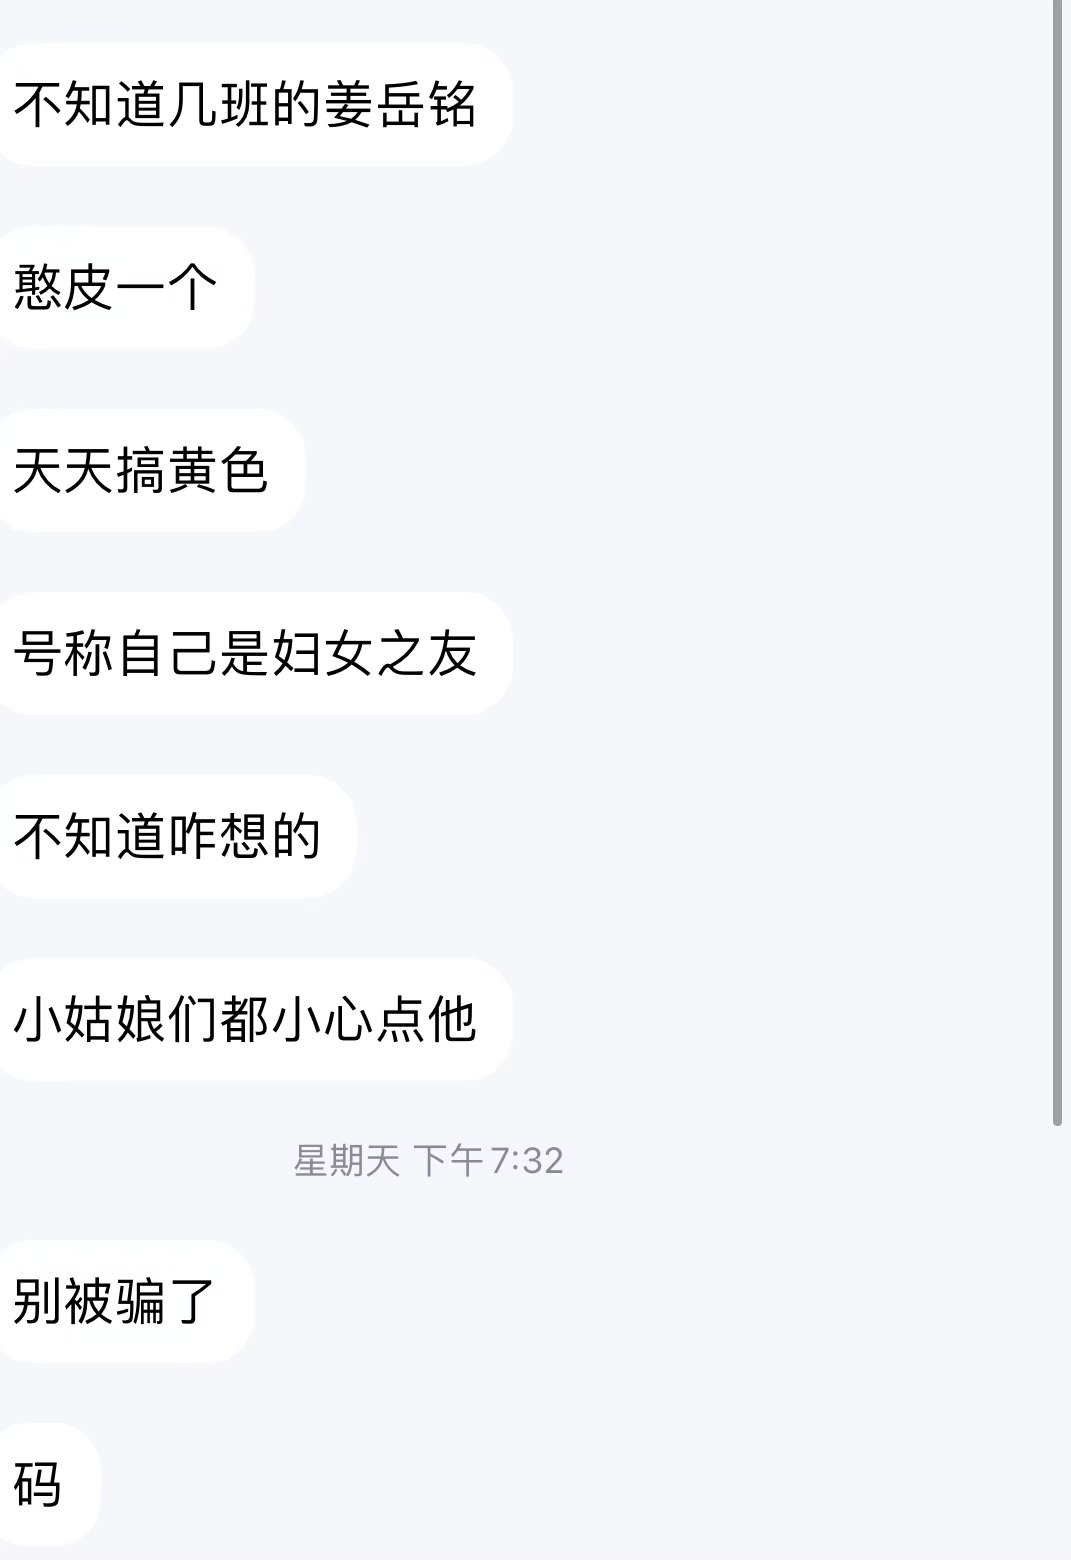 不知道几班的姜岳铭
憨皮一个
天天搞黄色
号称自己是妇女之友
不知道咋想的
小姑娘们都小心点他
星期天 下午7:32
别被骗了
码